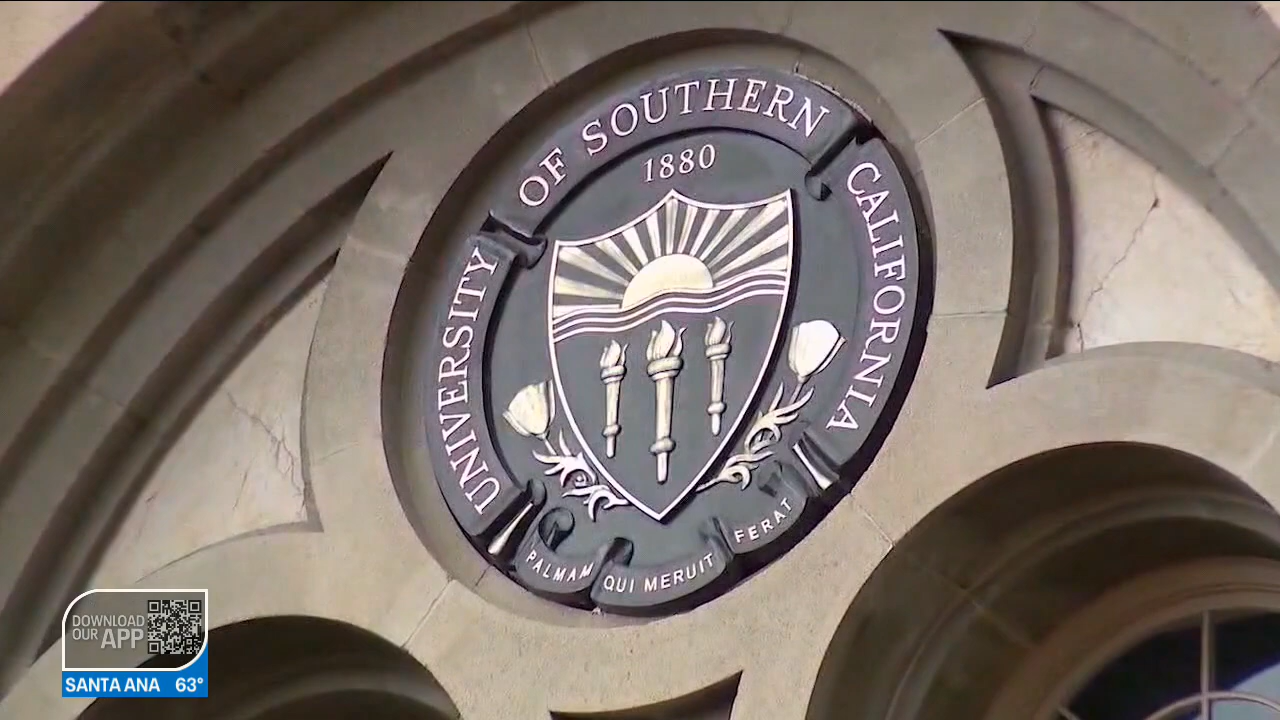 UNIVERSITY OF SOUTHERN CALIFORNIA
1880
PALMAM QUI MERUIT FERAT
DOWNLOAD
OUR APP
SANTA ANA 63°